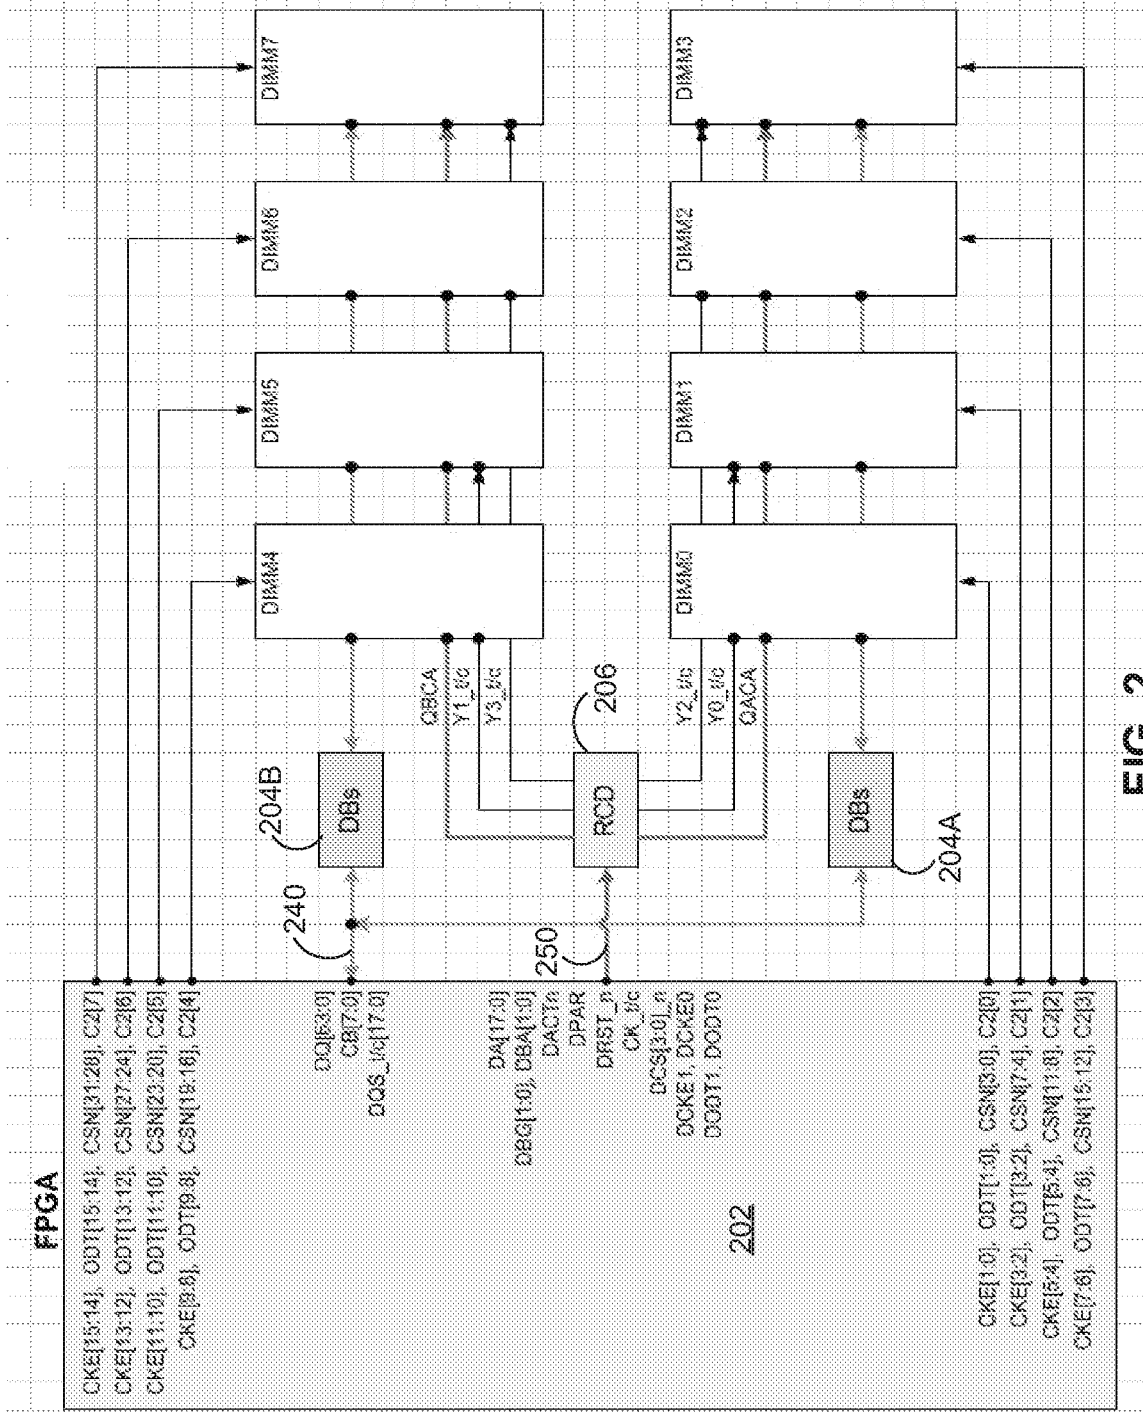 FPGA
202
CKE[15:14], ODT[15:14], CSN[31:28], C2[7]
CKE[13:12], ODT[13:12], CSN[27:24], C2[6]
CKE[11:10], ODT[11:10], CSN[23:20], C2[5]
CKE[9:8], ODT[9:8], CSN[19:16], C2[4]
DQ[63:0]
CB[7:0]
DQS_t/c[17:0]
DA[17:0]
DBG[1:0], DBA[1:0]
DACTn
DPAR
DRST_n
CK_t/c
DCS[3:0]_n
DCKE1, DCKE0
DODT1, DODT0
CKE[1:0], ODT[1:0], CSN[3:0], C2[0]
CKE[3:2], ODT[3:2], CSN[7:4], C2[1]
CKE[5:4], ODT[5:4], CSN[11:8], C2[2]
CKE[7:6], ODT[7:6], CSN[15:12], C2[3]
240
250
204B
DBs
RCD
206
DBs
204A
QBCA
Y1_t/c
Y3_t/c
Y2_t/c
Y0_t/c
QACA
DIMM4
DIMM5
DIMM6
DIMM7
DIMM0
DIMM1
DIMM2
DIMM3
FIG. 2